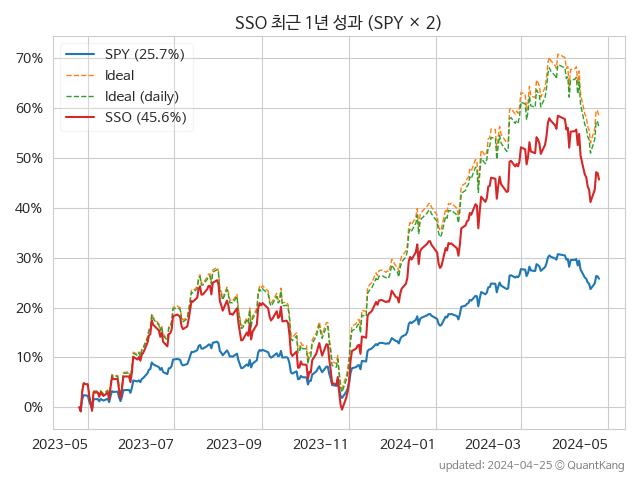 SSO 최근 1년 성과 (SPY × 2)
SPY (25.7%)
Ideal
Ideal (daily)
SSO (45.6%)
70%
60%
50%
40%
30%
20%
10%
0%
2023-05 2023-07 2023-09 2023-11 2024-01 2024-03 2024-05
updated: 2024-04-25 © QuantKang